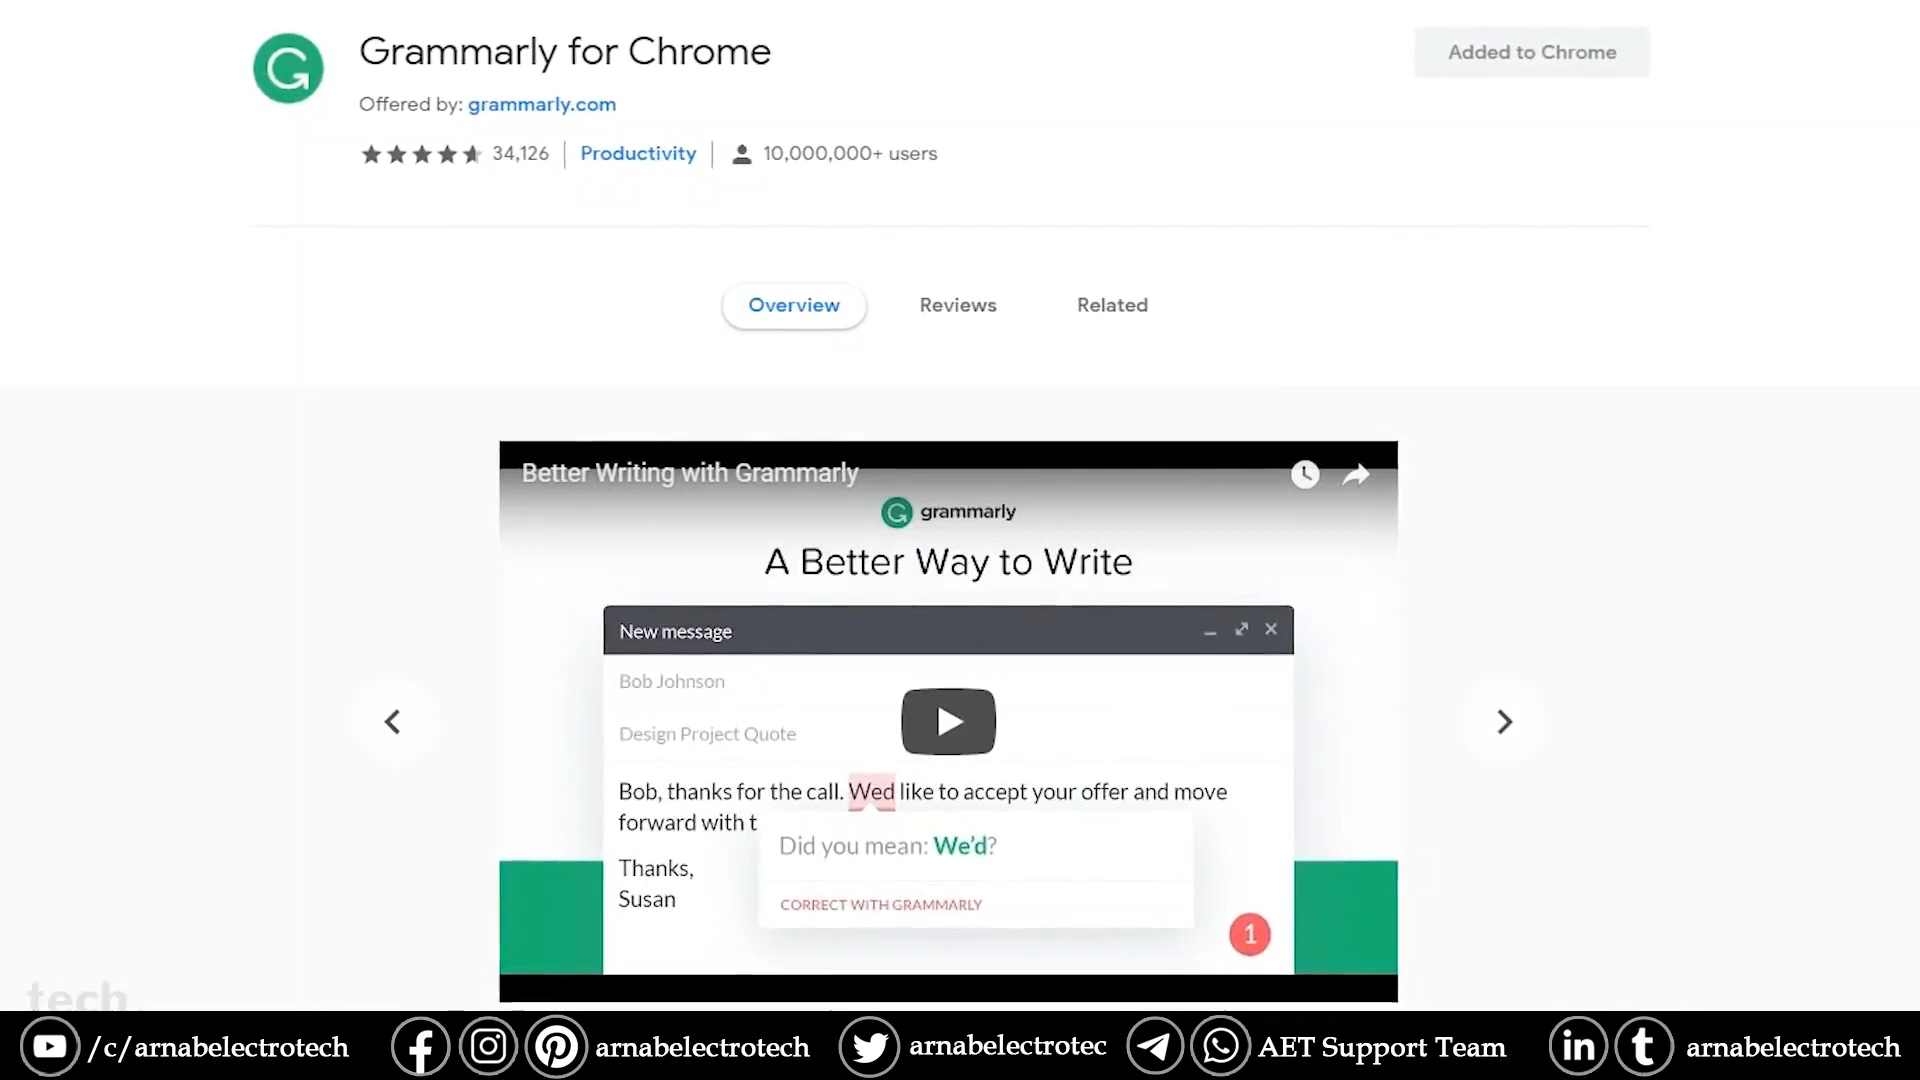 Grammarly for Chrome
Added to Chrome
Offered by: grammarly.com
34,126
Productivity
10,000,000+ users
Overview
Reviews
Related
Better Writing with Grammarly
grammarly
A Better Way to Write
New message
Bob Johnson
Design Project Quote
Bob, thanks for the call. Wed like to accept your offer and move
forward with t
Did you mean: We'd?
Thanks,
Susan
CORRECT WITH GRAMMARLY
1
tech
/c/arnabelectrotech
arnabelectrotech
arnabelectrotec
AET Support Team
arnabelectrotech